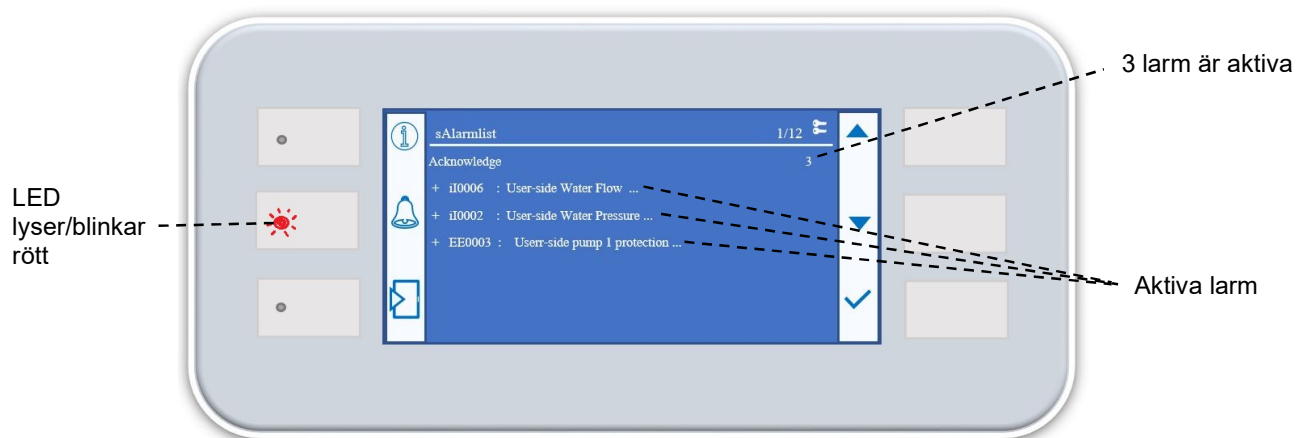 3 larm är aktiva
sAlarmlist 1/12
Acknowledge 3
+ iI0006 : User-side Water Flow ...
LED
lyser/blinkar
rött
+ iI0002 : User-side Water Pressure ...
+ EE0003 : Userr-side pump 1 protection ...
Aktiva larm